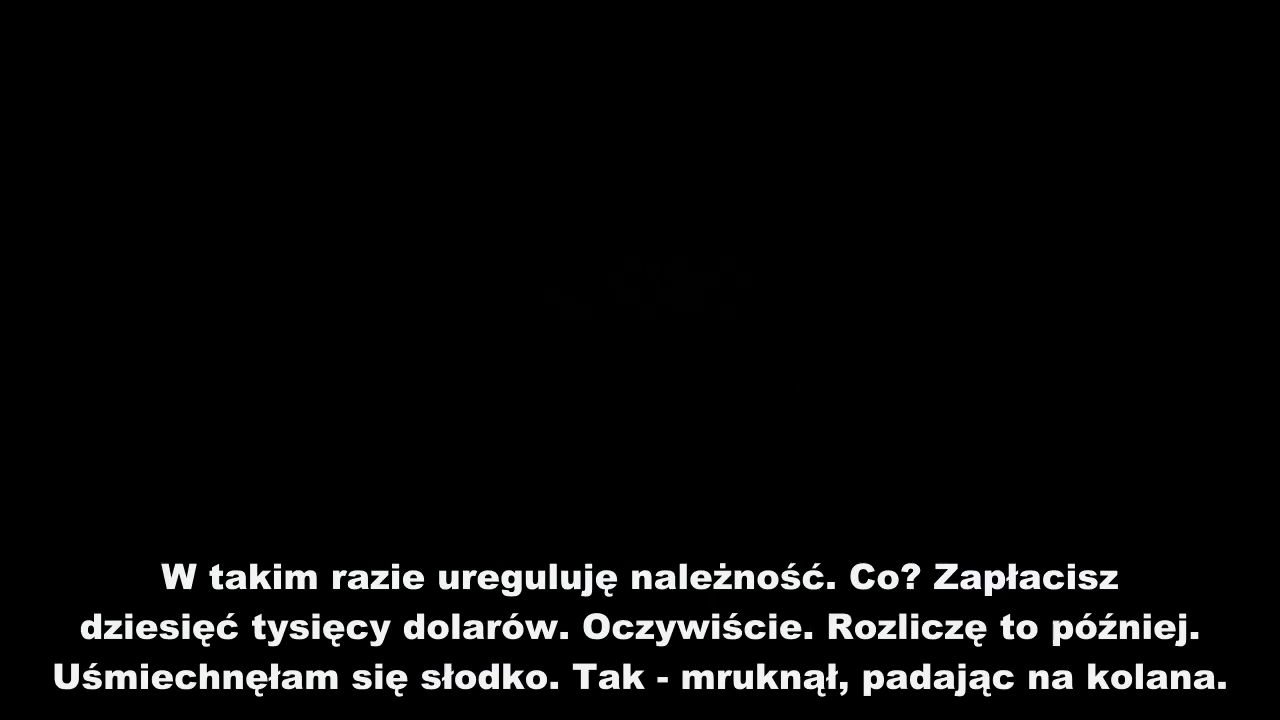 W takim razie ureguluję należność. Co? Zapłacisz
dziesięć tysięcy dolarów. Oczywiście. Rozliczę to później.
Uśmiechnęłam się słodko. Tak - mruknął, padając na kolana.